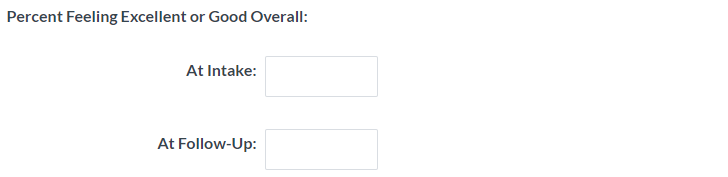 Percent Feeling Excellent or Good Overall:
At Intake:
At Follow-Up: